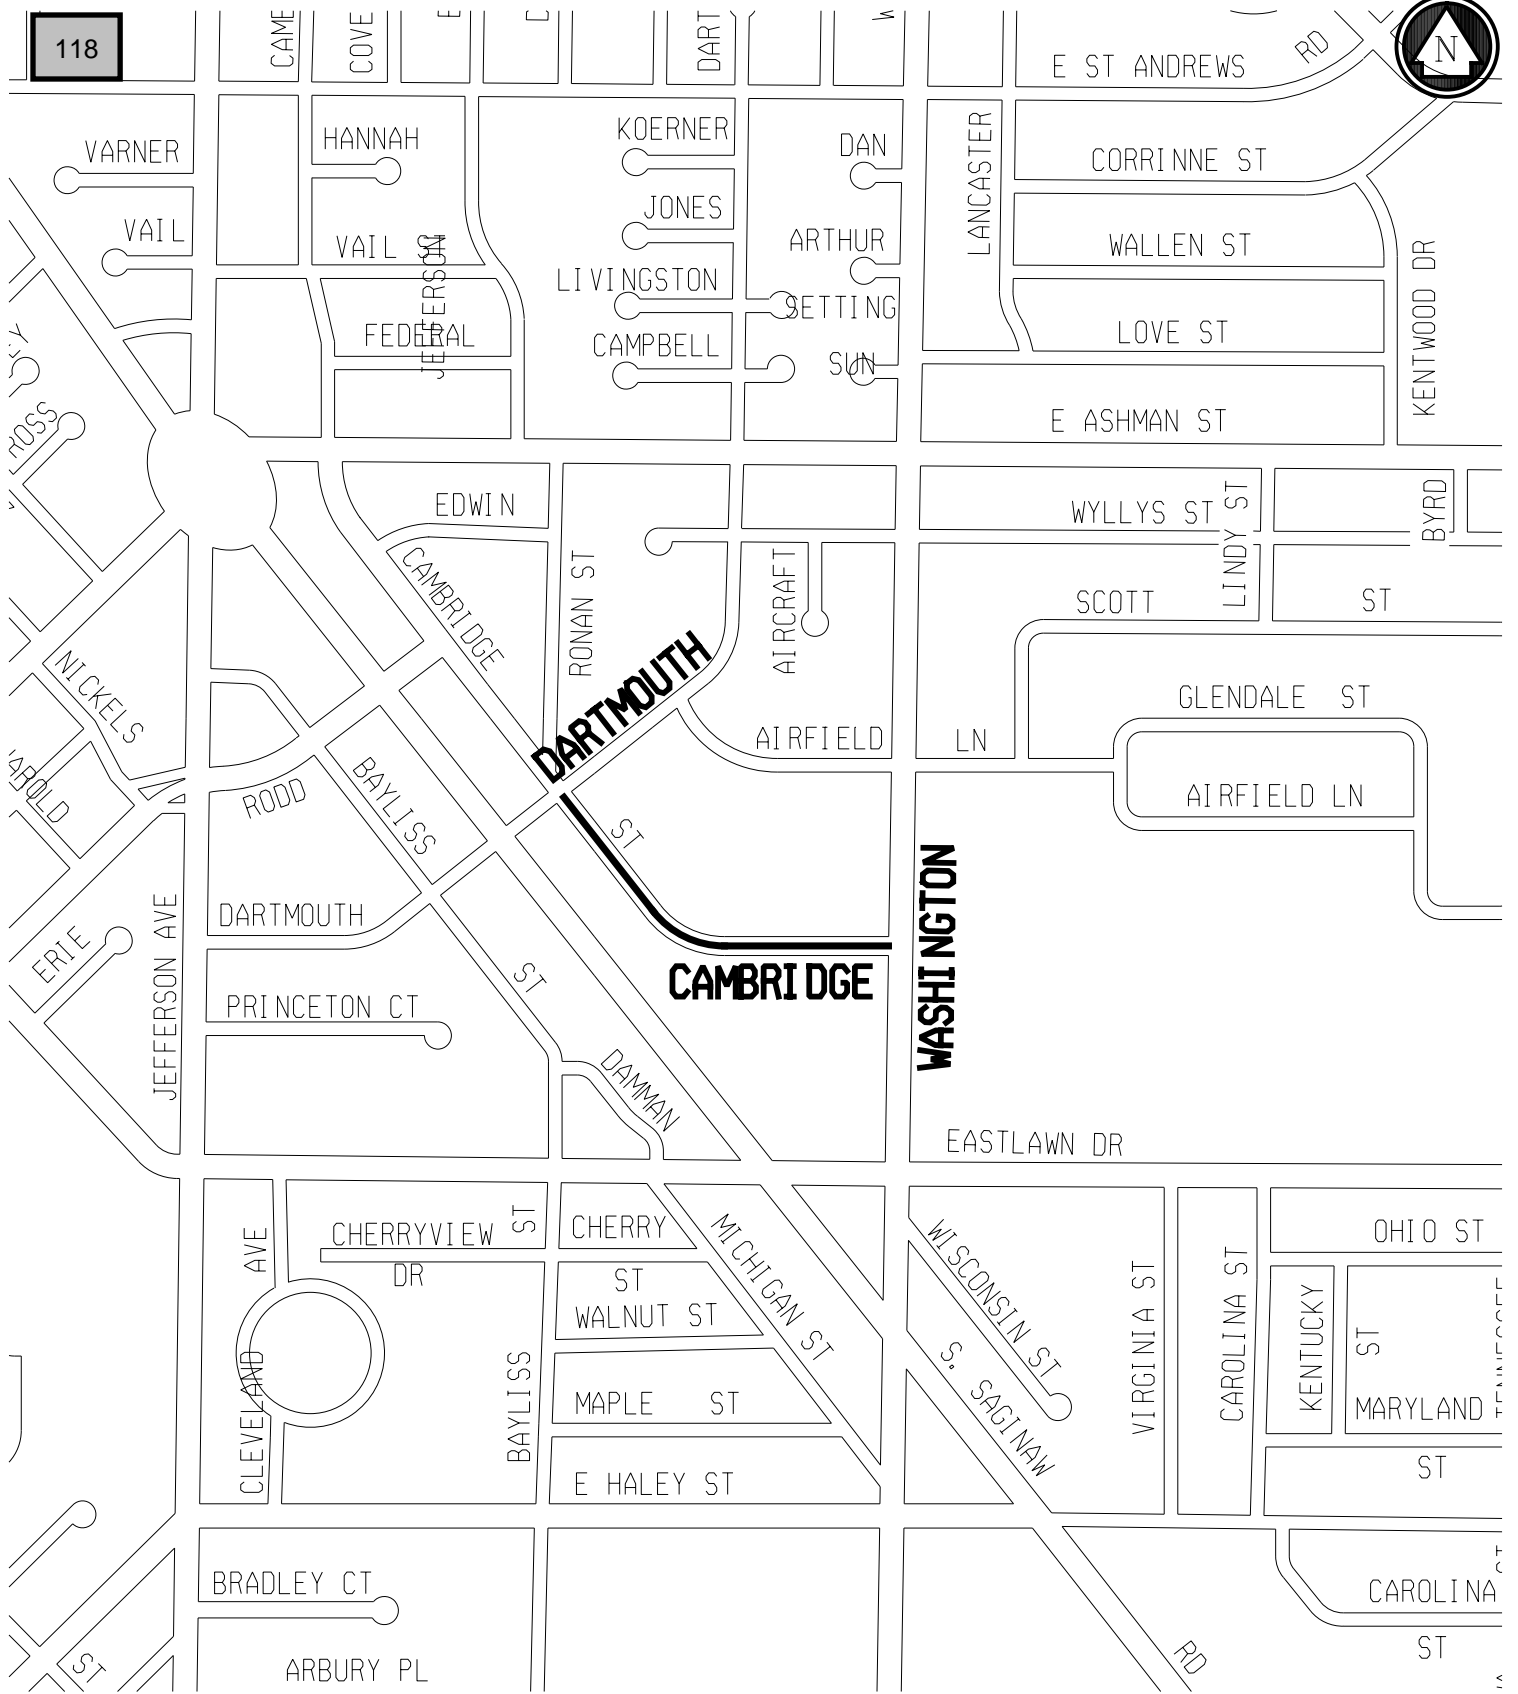 118
N
E ST ANDREWS
RD
VARNER
HANNAH
KOERNER
DAN
LANCASTER
CORRINNE ST
VAIL
VAIL ST
JEFFERSON
JONES
ARTHUR
WALLEN ST
KENTWOOD DR
LIVINGSTON
SETTING
FEDERAL
CAMPBELL
SUN
LOVE ST
E ASHMAN ST
EDWIN
WYLLYS ST
LINDY ST
BYRD
CAMBRIDGE
RONAN ST
AIRCRAFT
SCOTT
ST
NICKELS
DARTMOUTH
GLENDALE ST
AIRFIELD
LN
RODD
BAYLISS
AIRFIELD LN
ST
WASHINGTON
DARTMOUTH
JEFFERSON AVE
ERIE
ST
CAMBRIDGE
PRINCETON CT
DAMMAN
EASTLAWN DR
AVE
CHERRYVIEW
ST
CHERRY
MICHIGAN ST
WISCONSIN ST
OHIO ST
DR
ST
WALNUT ST
VIRGINIA ST
CAROLINA ST
KENTUCKY
ST
CLEVELAND
BAYLISS
MAPLE ST
S. SAGINAW
MARYLAND
E HALEY ST
ST
BRADLEY CT
CAROLINA
ST
ARBURY PL
RD
ST